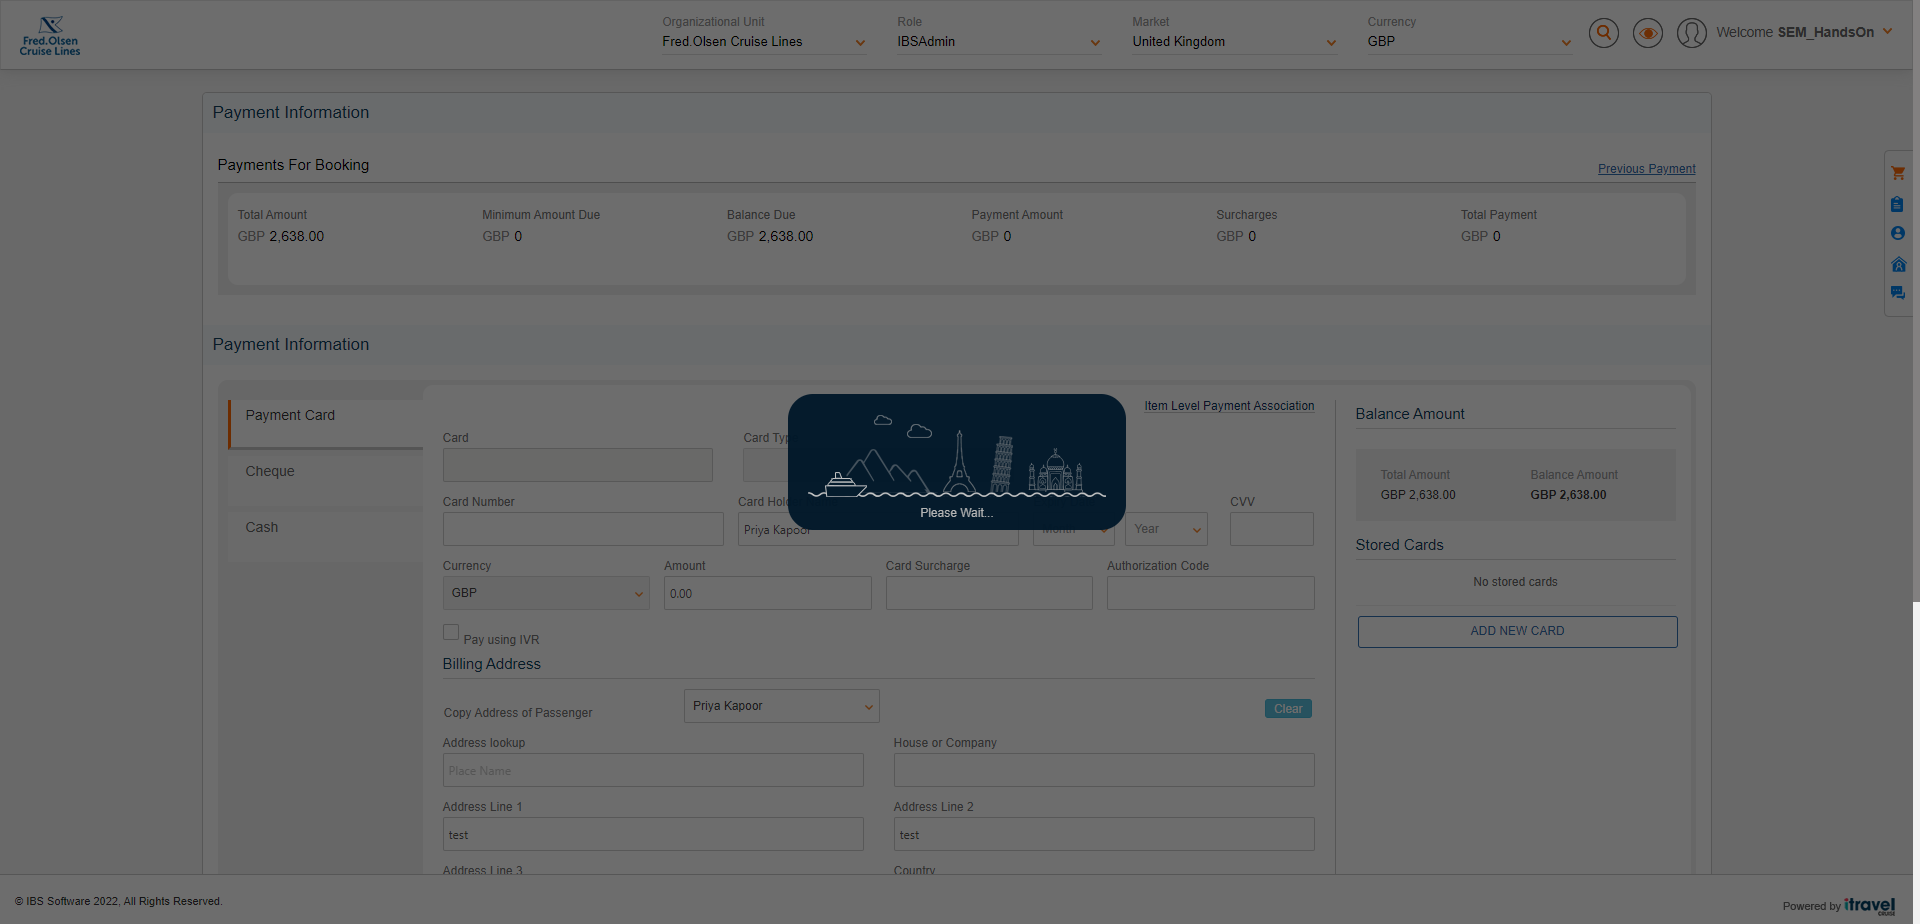 Fred.Olsen
Cruise Lines
Organizational Unit
Fred.Olsen Cruise Lines
Role
IBSAdmin
Market
United Kingdom
Currency
GBP
Welcome SEM_HandsOn
Payment Information
Payments For Booking
Previous Payment
Total Amount
GBP 2,638.00
Minimum Amount Due
GBP 0
Balance Due
GBP 2,638.00
Payment Amount
GBP 0
Surcharges
GBP 0
Total Payment
GBP 0
Payment Information
Payment Card
Cheque
Cash
Item Level Payment Association
Card
Card Type
Card Number
Priya Kapoor
Month
Year
CVV
Currency
GBP
Amount
0.00
Card Surcharge
Authorization Code
Pay using IVR
Please Wait...
Billing Address
Copy Address of Passenger
Priya Kapoor
Clear
Address lookup
Place Name
House or Company
Address Line 1
test
Address Line 2
test
Address Line 3
Country
Balance Amount
Total Amount
GBP 2,638.00
Balance Amount
GBP 2,638.00
Stored Cards
No stored cards
ADD NEW CARD
© IBS Software 2022, All Rights Reserved.
Powered by itravel
CRUISE